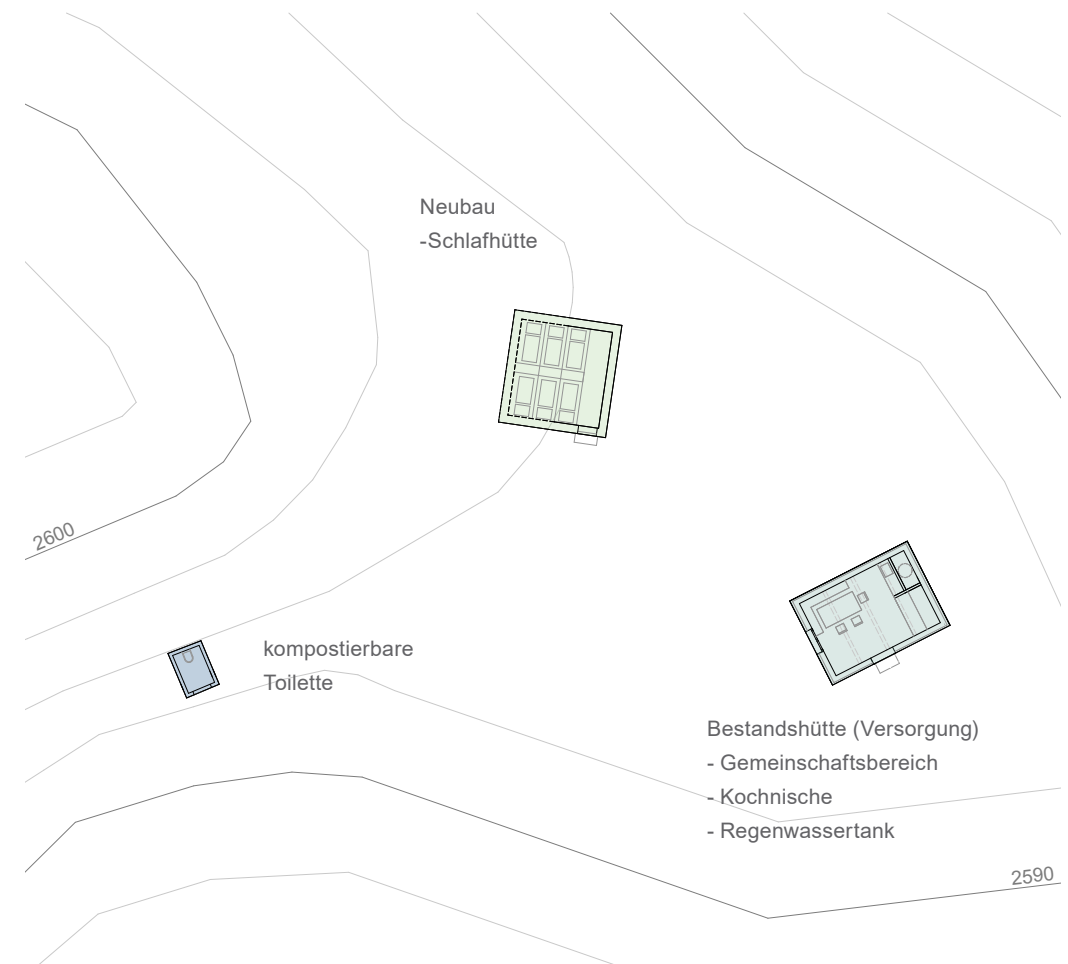 Neubau
-Schlafhütte
2600
kompostierbare
Toilette
Bestandshütte (Versorgung)
- Gemeinschaftsbereich
- Kochnische
- Regenwassertank
2590